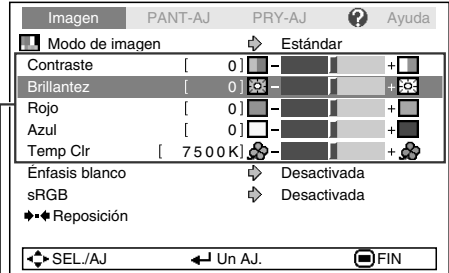 Imagen PANT-AJ PRY-AJ ? Ayuda
Modo de imagen Estándar
Contraste [ 0] - +
Brillantez [ 0] - +
Rojo [ 0] - +
Azul [ 0] - +
Temp Clr [ 7500K] - +
Énfasis blanco Desactivada
sRGB Desactivada
Reposición
SEL./AJ Un AJ. FIN